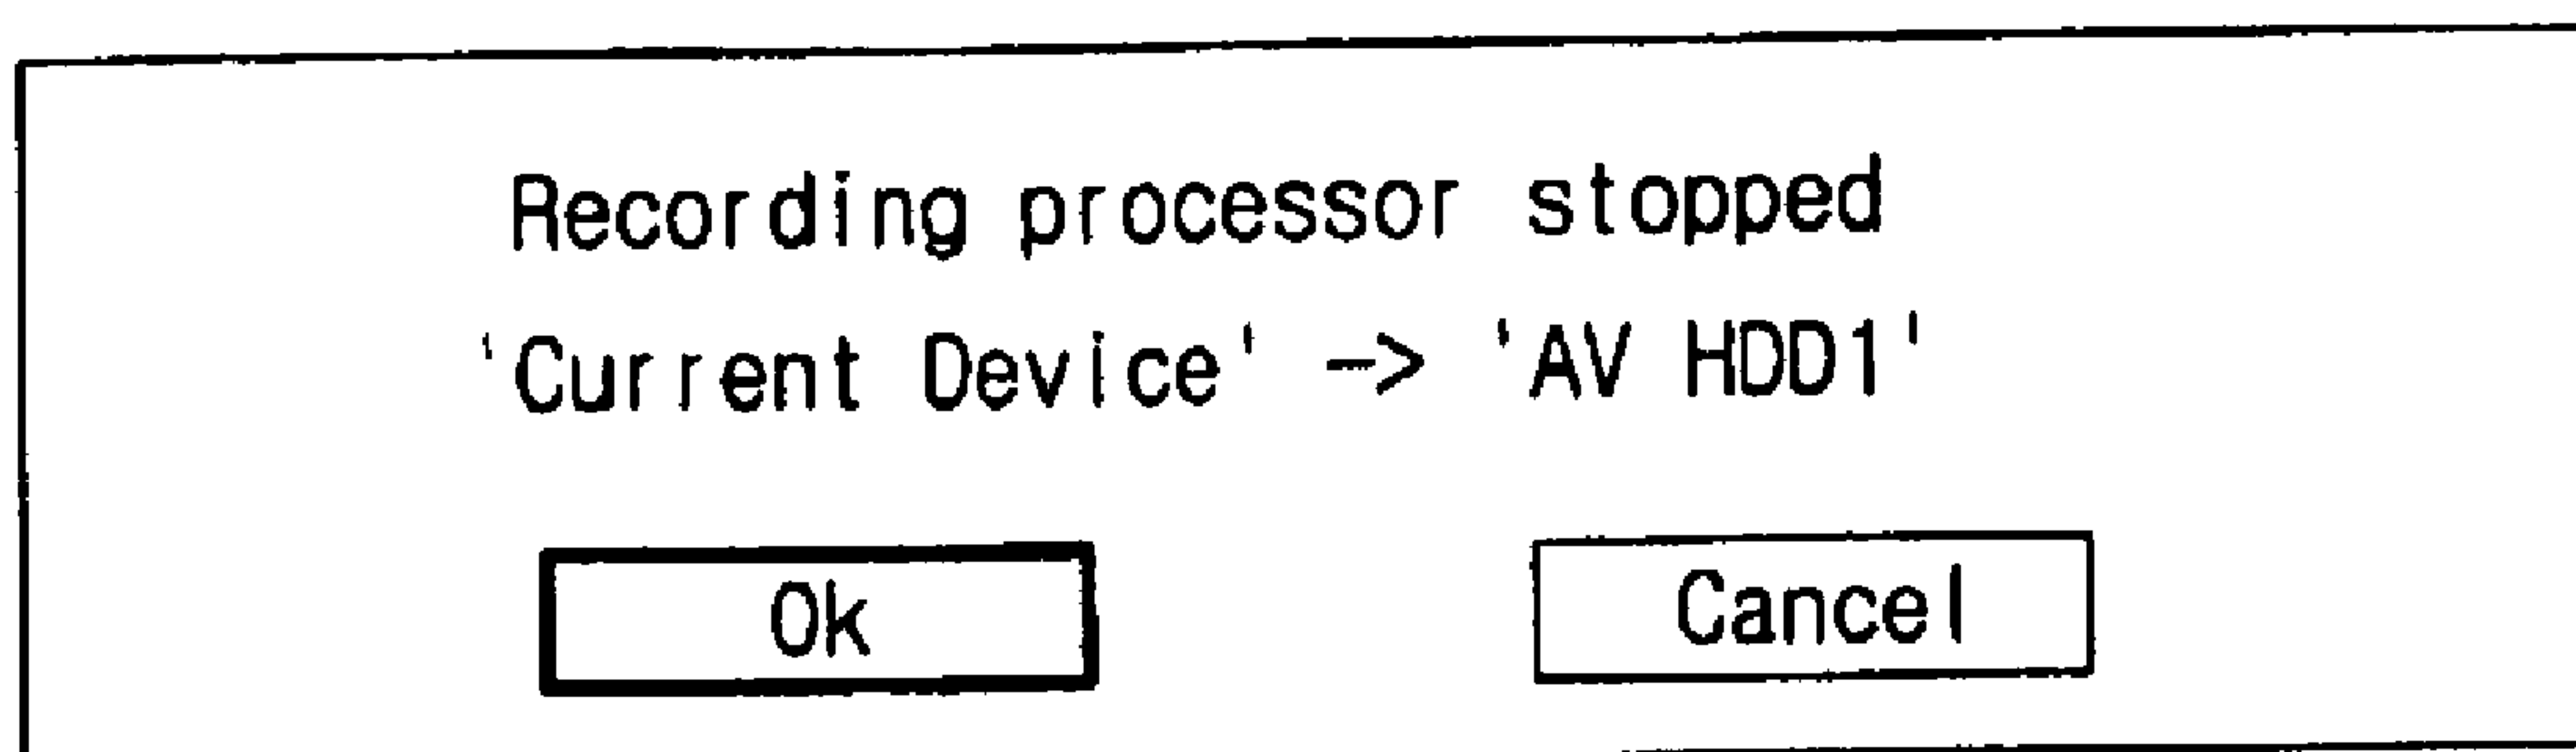 Recording processor stopped
'Current Device' -> 'AV HDD1'
Ok Cancel